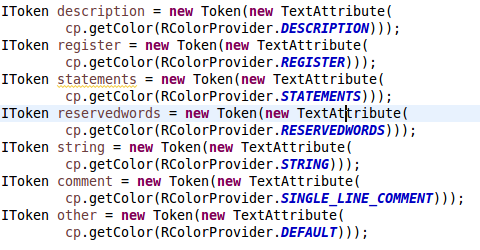 IToken description = new Token(new TextAttribute(
cp.getColor(RColorProvider.DESCRIPTION)));
IToken register = new Token(new TextAttribute(
cp.getColor(RColorProvider.REGISTER)));
IToken statements = new Token(new TextAttribute(
cp.getColor(RColorProvider.STATEMENTS)));
IToken reservedwords = new Token(new TextAttribute(
cp.getColor(RColorProvider.RESERVEDWORDS)));
IToken string = new Token(new TextAttribute(
cp.getColor(RColorProvider.STRING)));
IToken comment = new Token(new TextAttribute(
cp.getColor(RColorProvider.SINGLE_LINE_COMMENT)));
IToken other = new Token(new TextAttribute(
cp.getColor(RColorProvider.DEFAULT)));